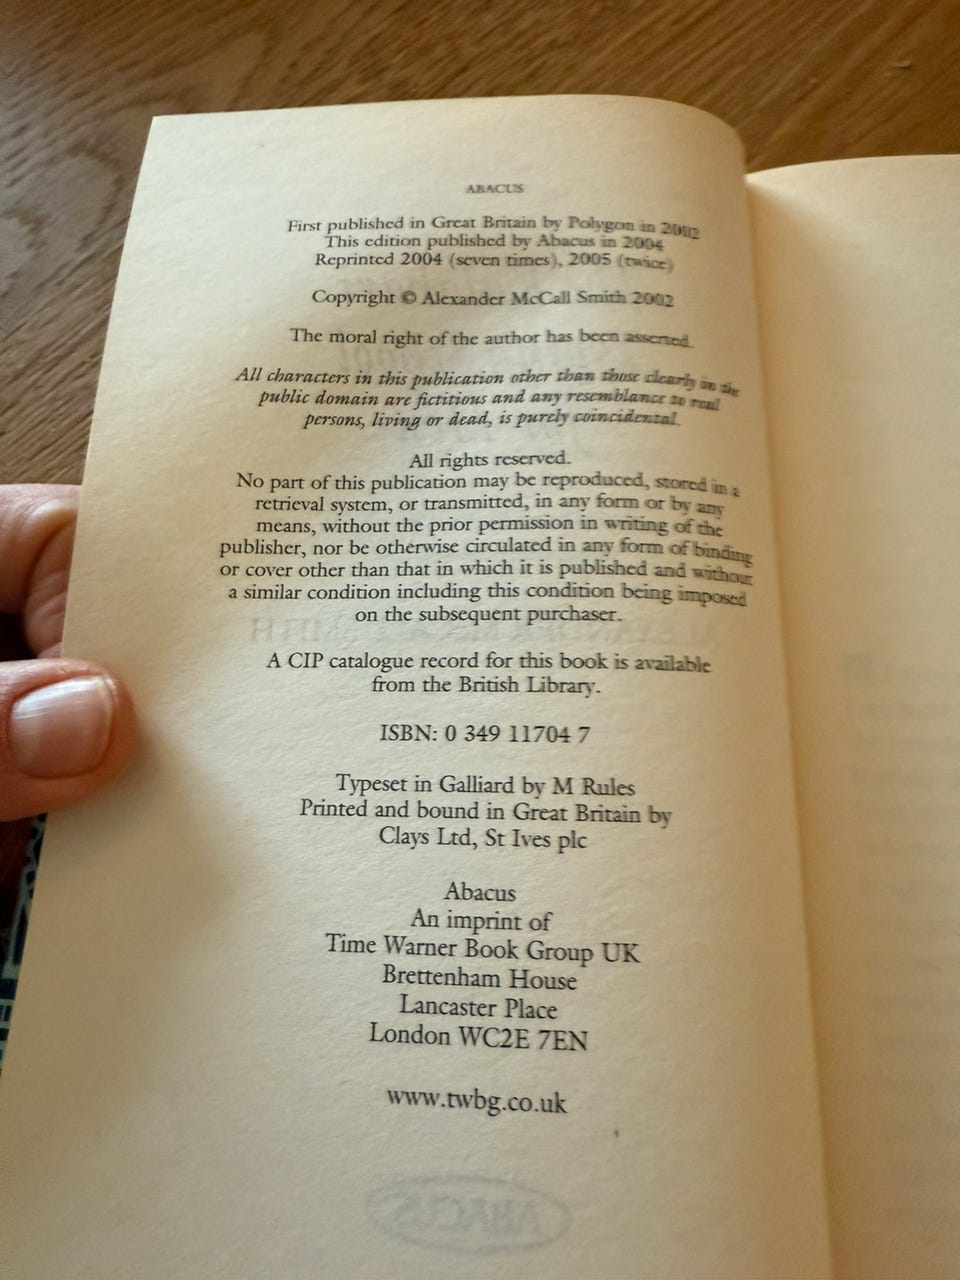 ABACUS
First published in Great Britain by Polygon in 2002
This edition published by Abacus in 2004
Reprinted 2004 (seven times), 2005 (twice)
Copyright © Alexander McCall Smith 2002
The moral right of the author has been asserted.
All characters in this publication other than those clearly in the
public domain are fictitious and any resemblance to real
persons, living or dead, is purely coincidental.
All rights reserved.
No part of this publication may be reproduced, stored in a
retrieval system, or transmitted, in any form or by any
means, without the prior permission in writing of the
publisher, nor be otherwise circulated in any form of binding
or cover other than that in which it is published and without
a similar condition including this condition being imposed
on the subsequent purchaser.
A CIP catalogue record for this book is available
from the British Library.
ISBN: 0 349 11704 7
Typeset in Galliard by M Rules
Printed and bound in Great Britain by
Clays Ltd, St Ives plc
Abacus
An imprint of
Time Warner Book Group UK
Brettenham House
Lancaster Place
London WC2E 7EN
www.twbg.co.uk
ABACUS